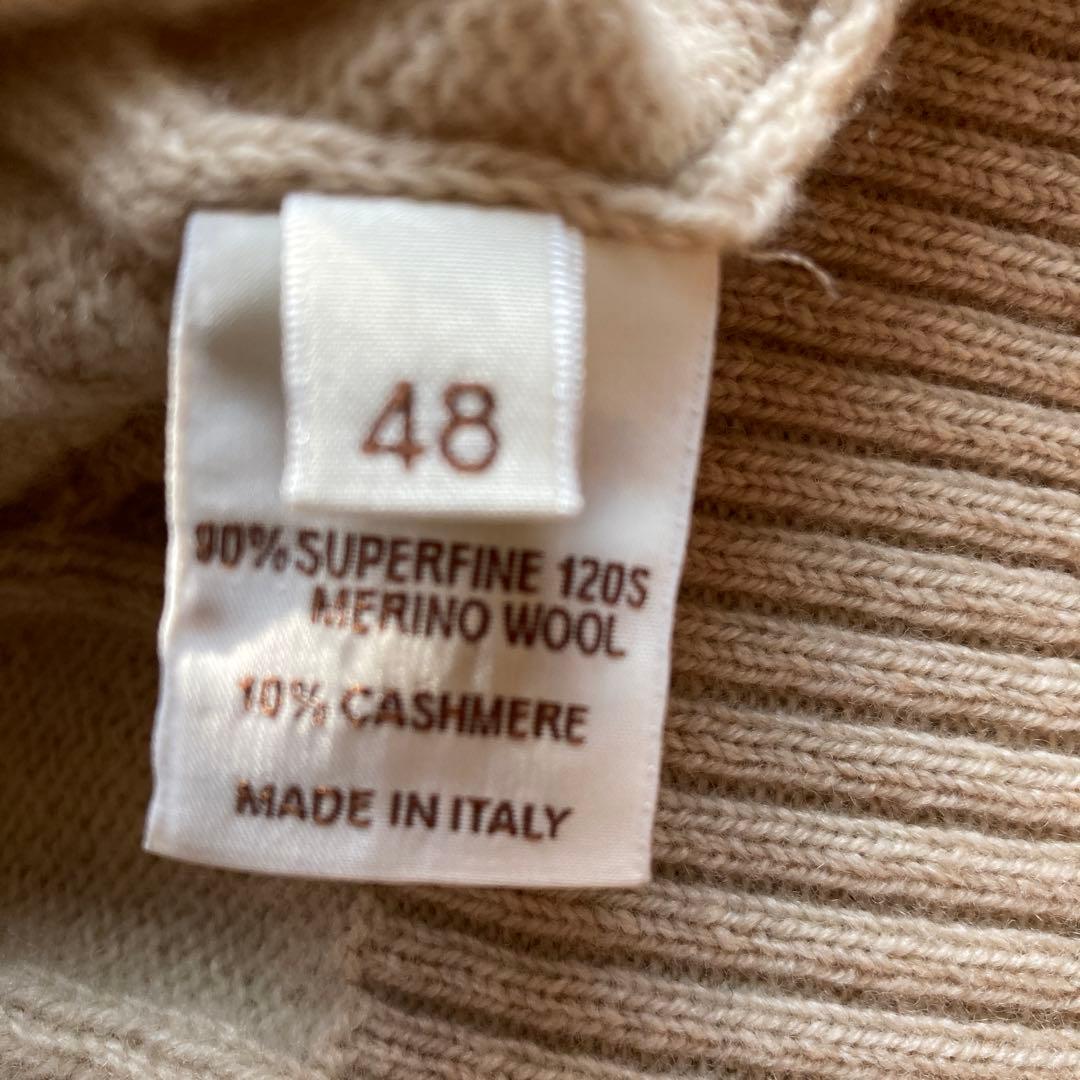 48
90% SUPERFINE 120S
MERINO WOOL
10% CASHMERE
MADE IN ITALY